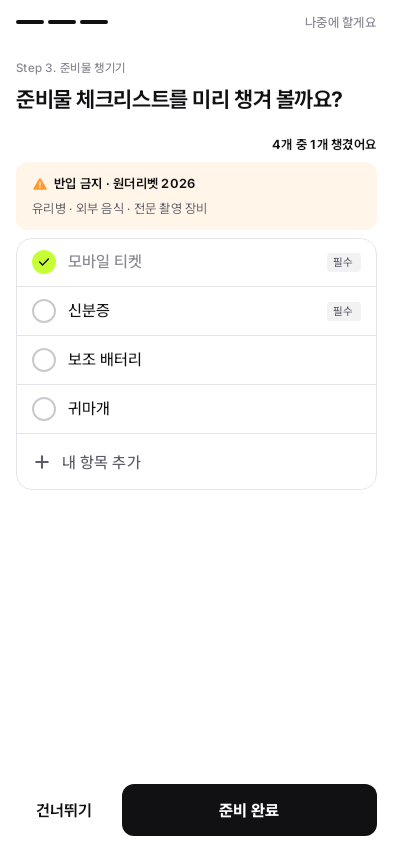 나중에 할게요
Step 3. 준비물 챙기기
준비물 체크리스트를 미리 챙겨 볼까요?
4개 중 1개 챙겼어요
반입 금지 · 원더리벳 2026
유리병 · 외부 음식 · 전문 촬영 장비
모바일 티켓 필수
신분증 필수
보조 배터리
귀마개
내 항목 추가
건너뛰기 준비 완료